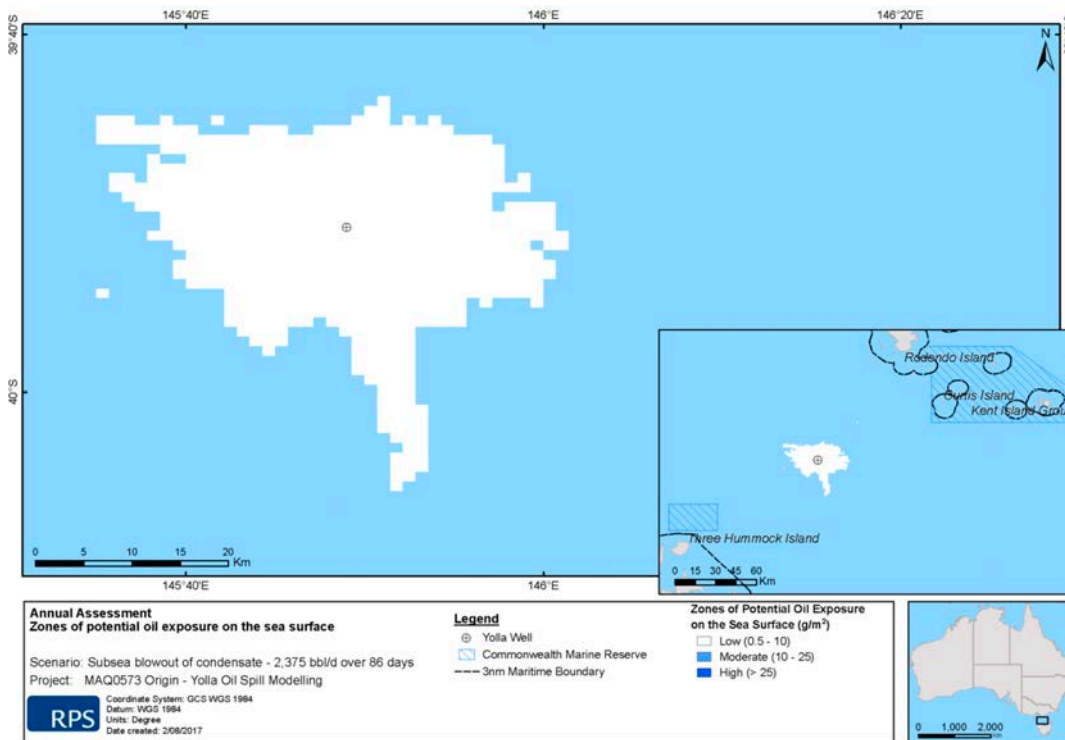 145°40'E 146°E 146°20'E
39°40'S
N
40°S
Rodondo Island
Curtis Island
Kent Island Grou
Three Hummock Island
0 5 10 15 20
Km
0 15 30 45 60
Km
145°40'E 146°E
Annual Assessment
Zones of potential oil exposure on the sea surface
Scenario: Subsea blowout of condensate - 2,375 bbl/d over 86 days
Project: MAQ0573 Origin - Yolla Oil Spill Modelling
RPS
Coordinate System: GCS WGS 1984
Datum: WGS 1984
Units: Degree
Date created: 2/08/2017
Legend
Yolla Well
Commonwealth Marine Reserve
3nm Maritime Boundary
Zones of Potential Oil Exposure
on the Sea Surface (g/m²)
Low (0.5 - 10)
Moderate (10 - 25)
High (> 25)
0 1,000 2,000